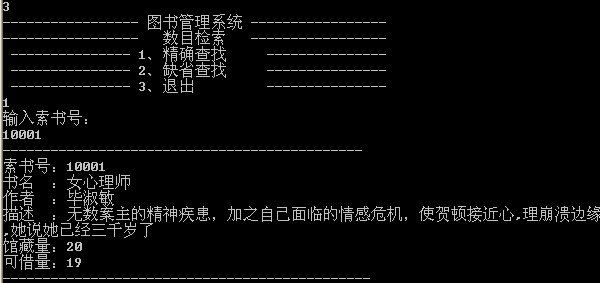 3
----------------- 图书管理系统 -----------------
-----------------   数目检索   -----------------
--------------- 1、精确查找     ---------------
--------------- 2、缺省查找     ---------------
--------------- 3、退出         ---------------
1
输入索书号:
10001
---------------------------------------------
索书号:10001
书名  :女心理师
作者  :毕淑敏
描述  :无数案主的精神疾患，加之自己面临的情感危机，使贺顿接近心.理崩溃边缘
.她说她已经三千岁了
馆藏量:20
可借量:19
----------------------------------------------